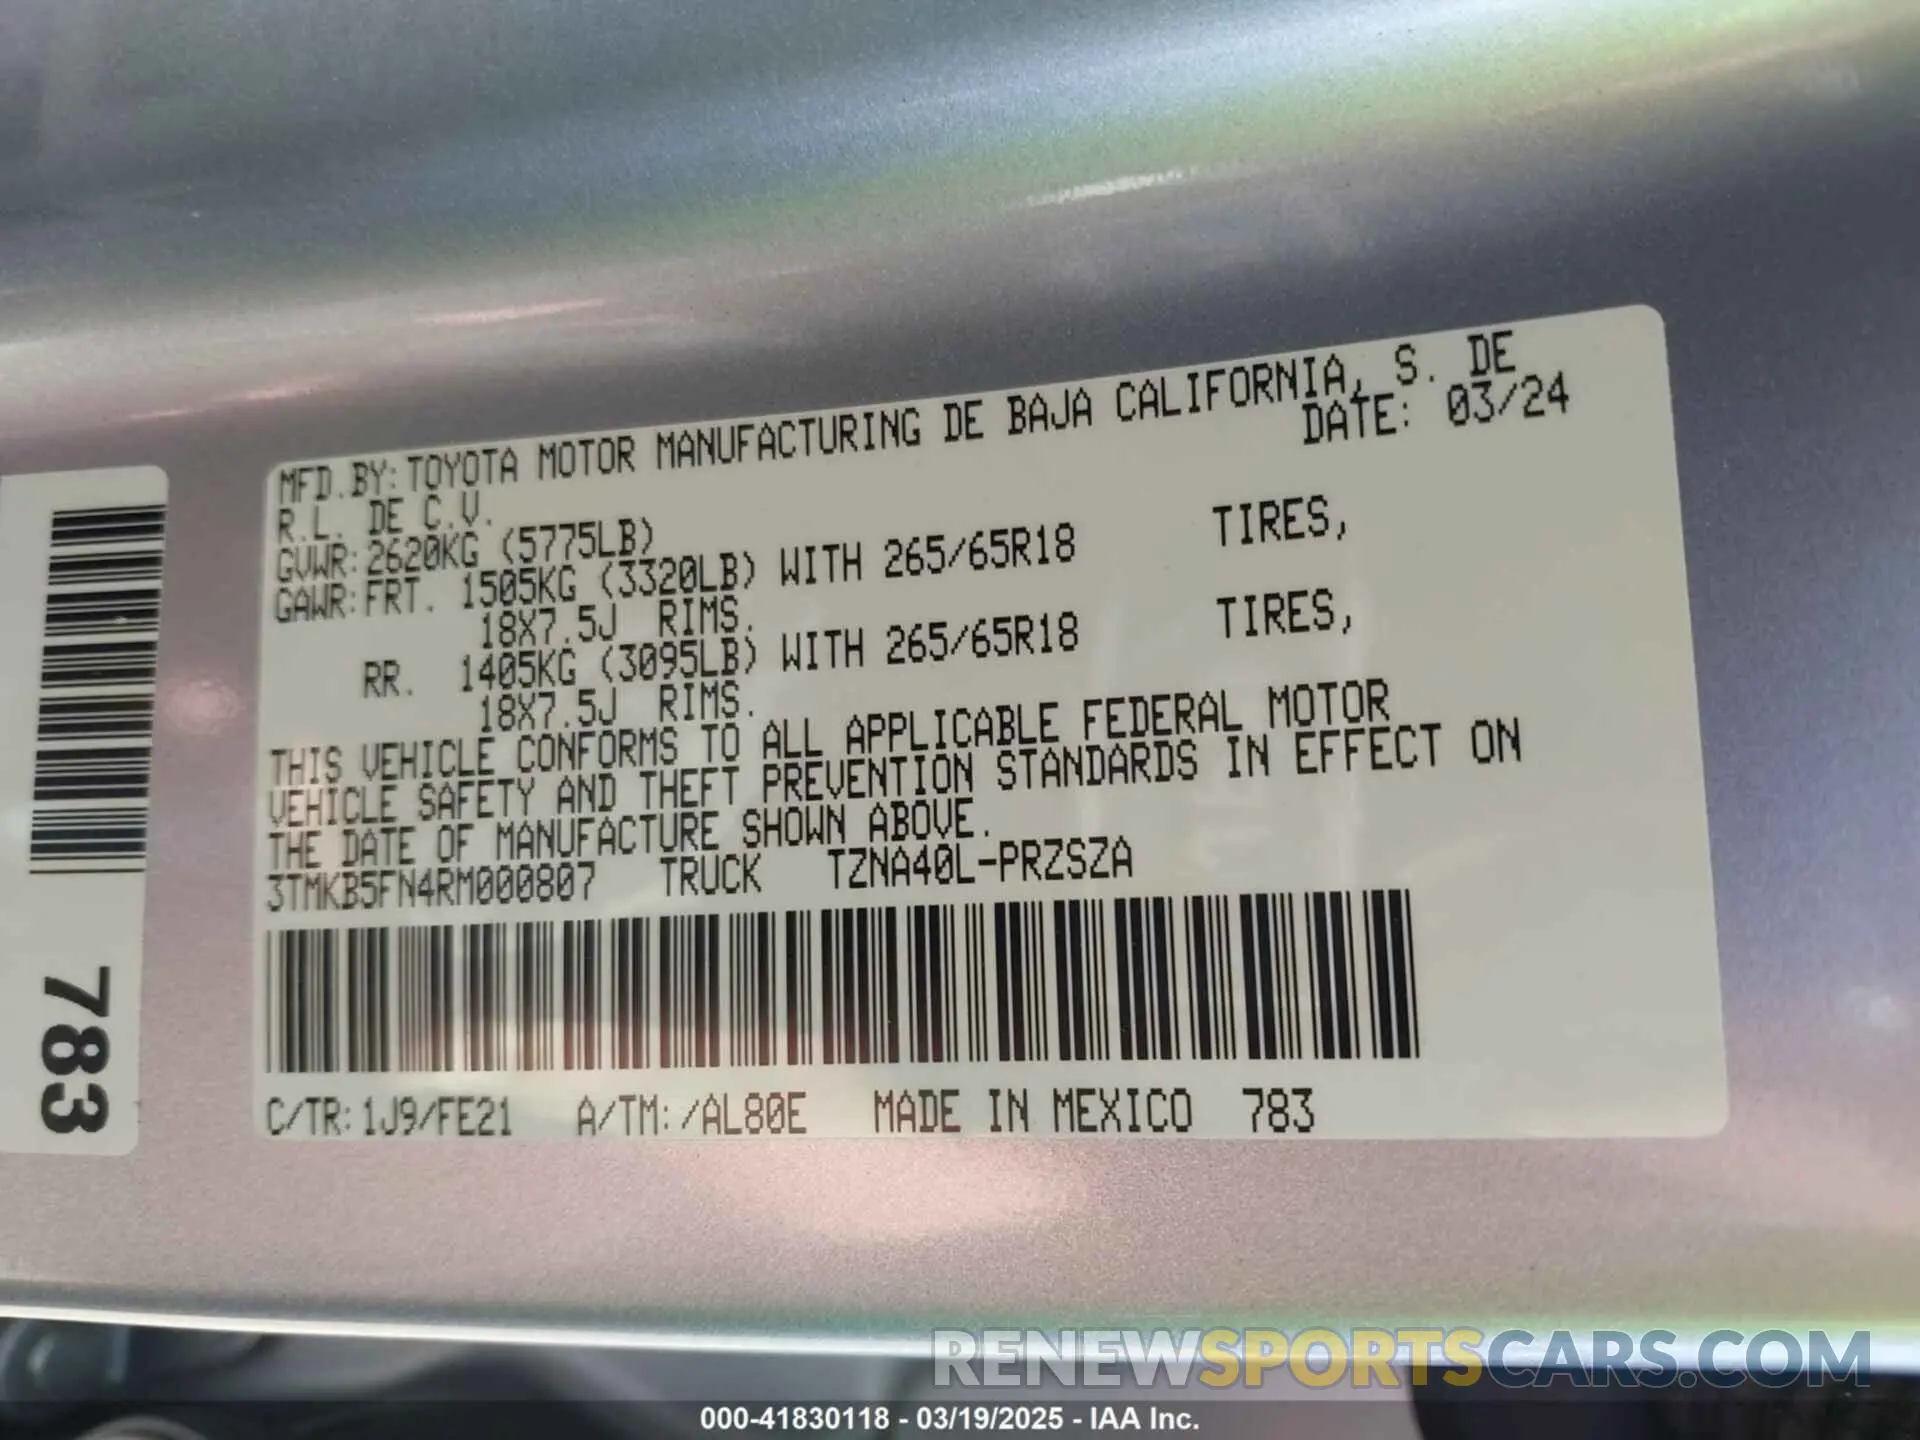 MFD.BY:TOYOTA MOTOR MANUFACTURING DE BAJA CALIFORNIA, S. DE
R.L. DE C.V. DATE: 03/24
GVWR:2620KG (5775LB)
GAWR:FRT. 1505KG (3320LB) WITH 265/65R18 TIRES,
18X7.5J RIMS.
RR. 1405KG (3095LB) WITH 265/65R18 TIRES,
18X7.5J RIMS.
THIS VEHICLE CONFORMS TO ALL APPLICABLE FEDERAL MOTOR
VEHICLE SAFETY AND THEFT PREVENTION STANDARDS IN EFFECT ON
THE DATE OF MANUFACTURE SHOWN ABOVE.
3TMKB5FN4RM000807 TRUCK TZNA40L-PRZSZA
C/TR:1J9/FE21 A/TM:/AL80E MADE IN MEXICO 783
783
RENEWSPORTSCARS.COM
000-41830118 - 03/19/2025 - IAA Inc.